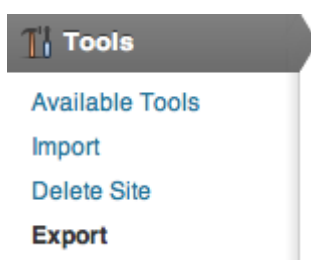 Tools
Available Tools
Import
Delete Site
Export